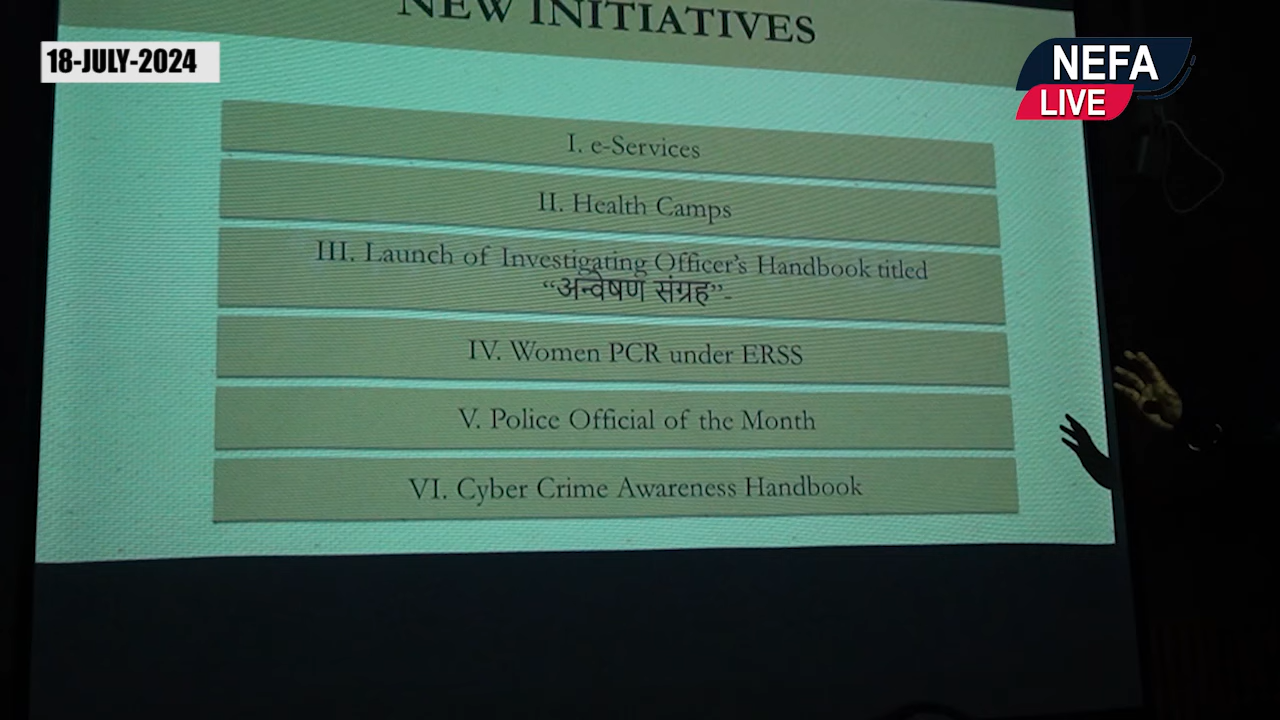 NEW INITIATIVES
18-JULY-2024
NEFA
LIVE
I. e-Services
II. Health Camps
III. Launch of Investigating Officer's Handbook titled
“अन्वेषण संग्रह”-
IV. Women PCR under ERSS
V. Police Official of the Month
VI. Cyber Crime Awareness Handbook